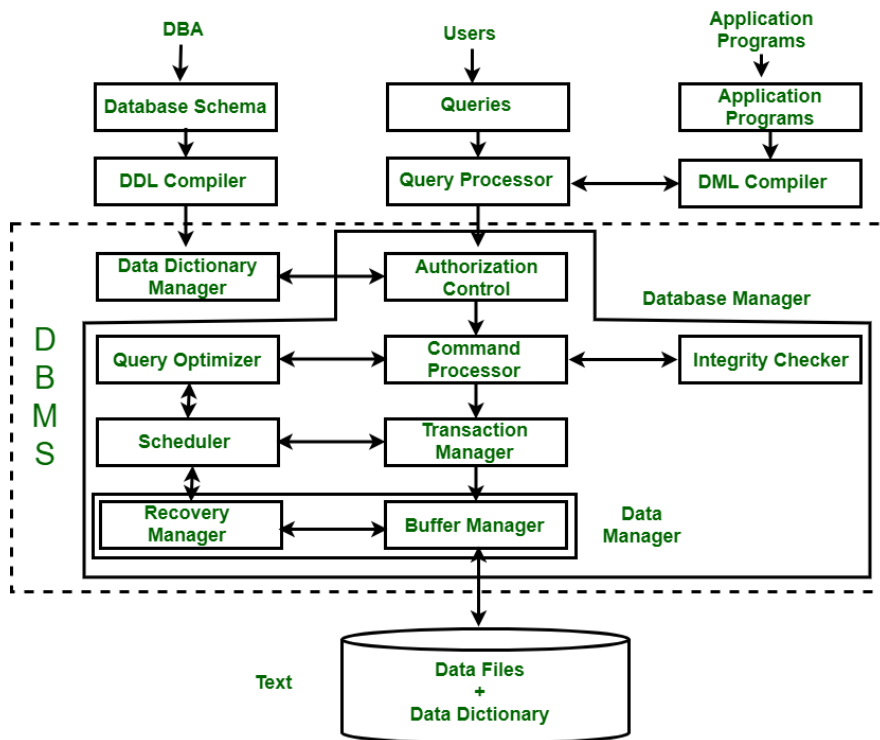 DBA
Users
Application
Programs
Database Schema
Queries
Application
Programs
DDL Compiler
Query Processor
DML Compiler
Data Dictionary
Manager
Authorization
Control
Database Manager
D
B
M
S
Query Optimizer
Command
Processor
Integrity Checker
Scheduler
Transaction
Manager
Recovery
Manager
Buffer Manager
Data
Manager
Text
Data Files
+
Data Dictionary